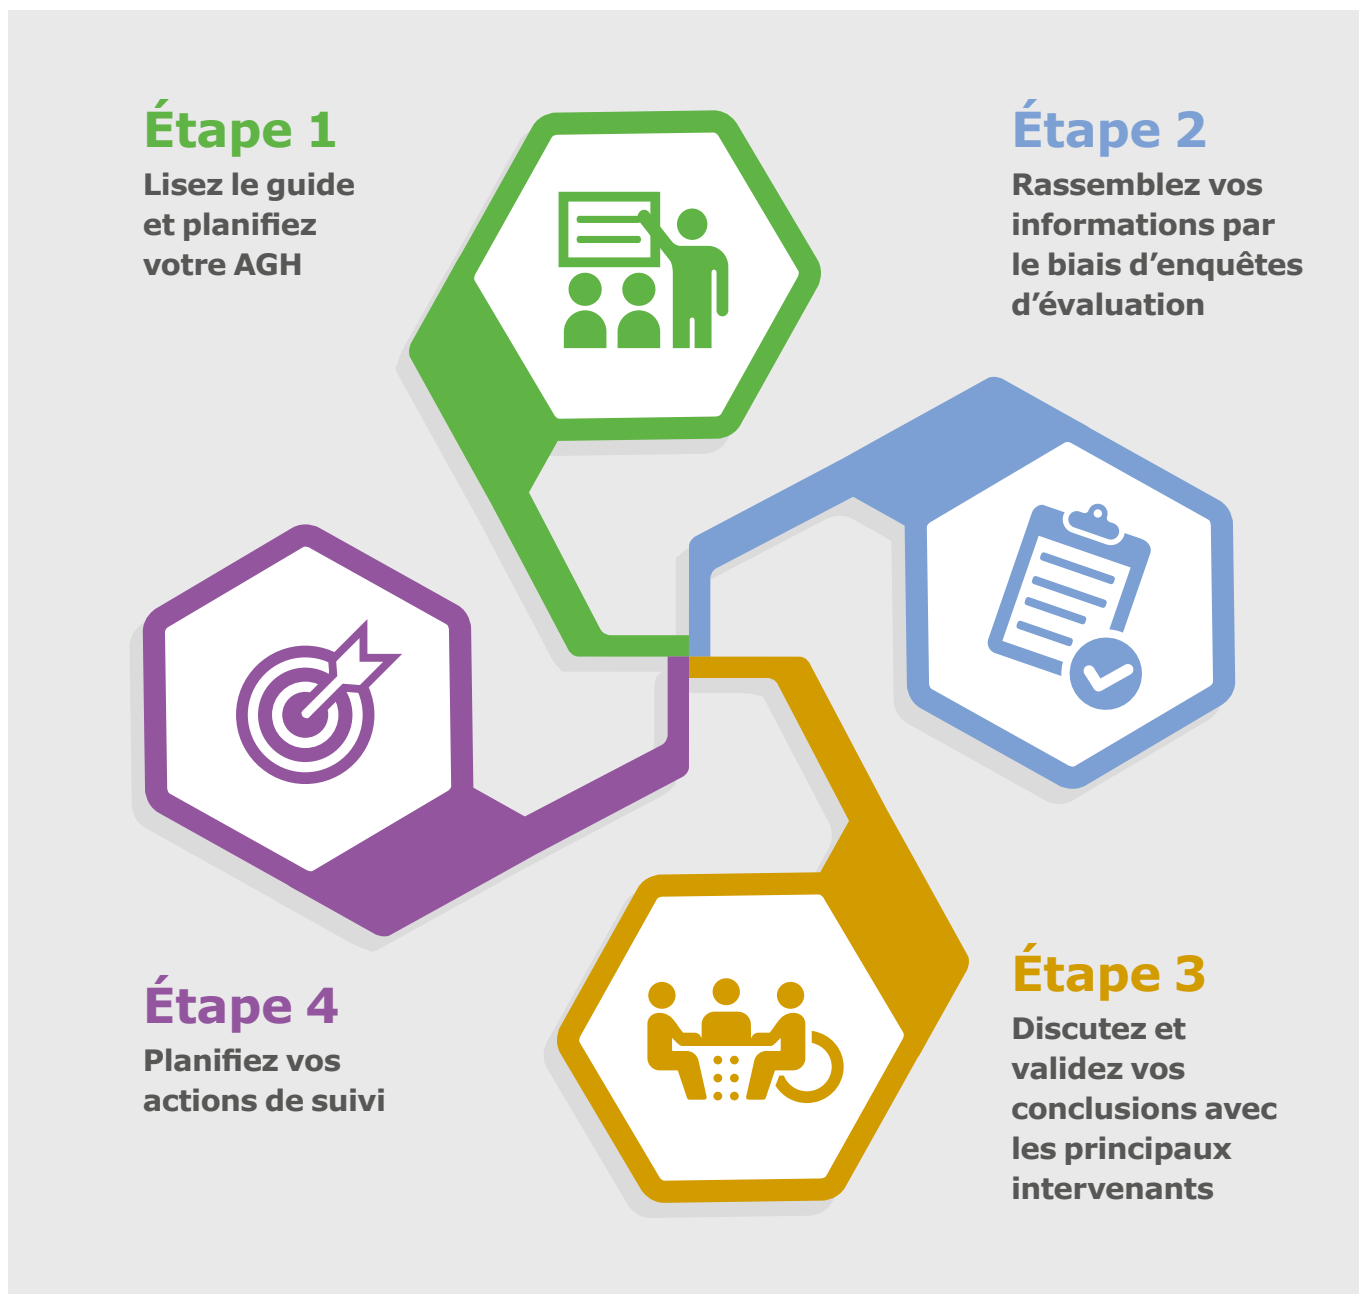 Étape 1
Lisez le guide
et planifiez
votre AGH
Étape 2
Rassemblez vos
informations par
le biais d’enquêtes
d’évaluation
Étape 3
Discutez et
validez vos
conclusions avec
les principaux
intervenants
Étape 4
Planifiez vos
actions de suivi